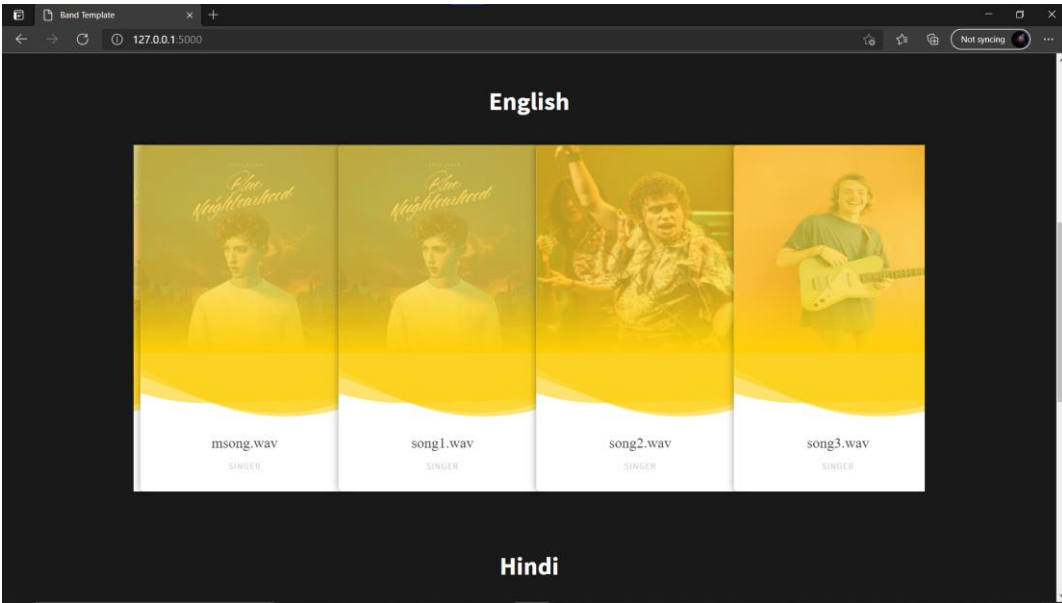 Band Template
127.0.0.1:5000
Not syncing
English
Blue
Neighbourhood
Blue
Neighbourhood
msong.wav
song1.wav
song2.wav
song3.wav
SINGER
SINGER
SINGER
SINGER
Hindi